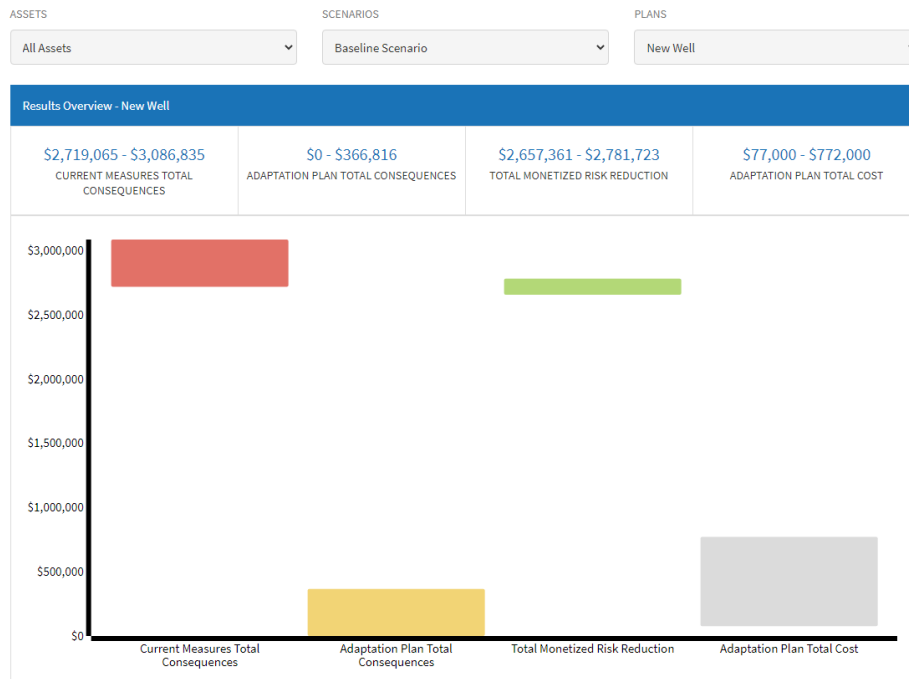 ASSETS
SCENARIOS
PLANS
All Assets
Baseline Scenario
New Well
Results Overview - New Well
$2,719,065 - $3,086,835
CURRENT MEASURES TOTAL
CONSEQUENCES
$0 - $366,816
ADAPTATION PLAN TOTAL CONSEQUENCES
$2,657,361 - $2,781,723
TOTAL MONETIZED RISK REDUCTION
$77,000 - $772,000
ADAPTATION PLAN TOTAL COST
$3,000,000
$2,500,000
$2,000,000
$1,500,000
$1,000,000
$500,000
$0
Current Measures Total
Consequences
Adaptation Plan Total
Consequences
Total Monetized Risk Reduction
Adaptation Plan Total Cost